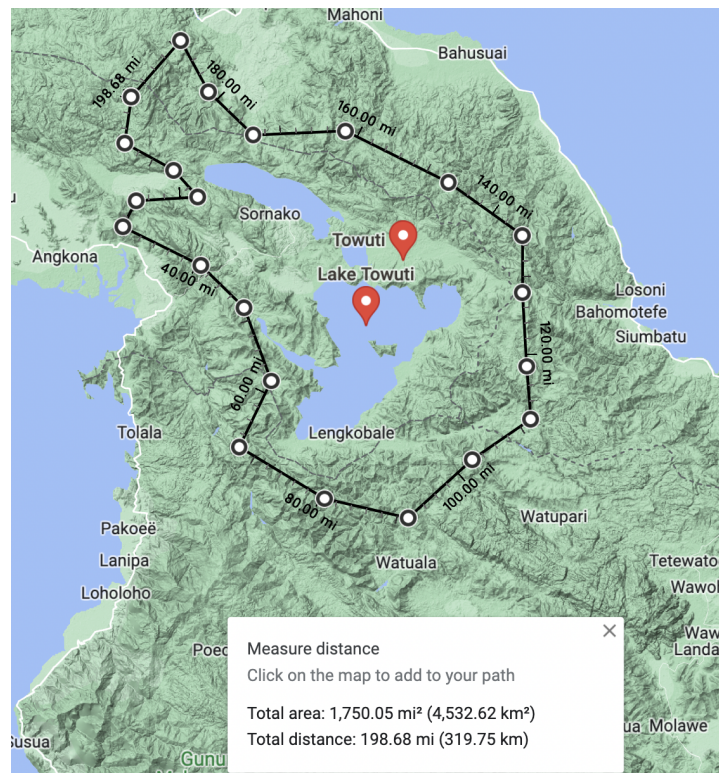 Mahoni
Bahusuai
198.68 mi
180.00 mi
160.00 mi
140.00 mi
Sornako
Towuti
Angkona
Lake Towuti
40.00 mi
Losoni
Bahomotefe
Siumbatu
120.00 mi
60.00 mi
Tolala
Lengkobale
100.00 mi
80.00 mi
Watupari
Pakoeë
Lanipa
Watuala
Tetewato
Loholoho
Wawol
Waw
Landa
Poec
Measure distance
Click on the map to add to your path
Total area: 1,750.05 mi² (4,532.62 km²)
Total distance: 198.68 mi (319.75 km)
ua Molawe
Susua
Gunu